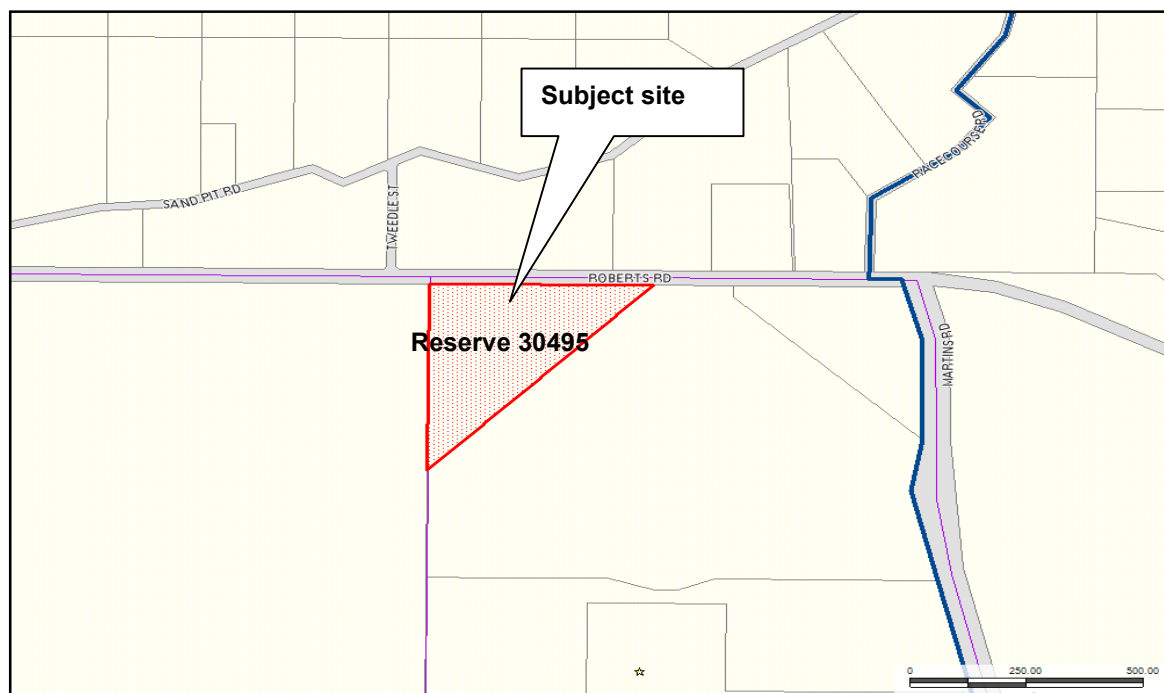 Subject site
RACECOURSE RD
SAND PIT RD
TWEEDLE ST
ROBERTS RD
Reserve 30495
MARTINS RD
0 250.00 500.00